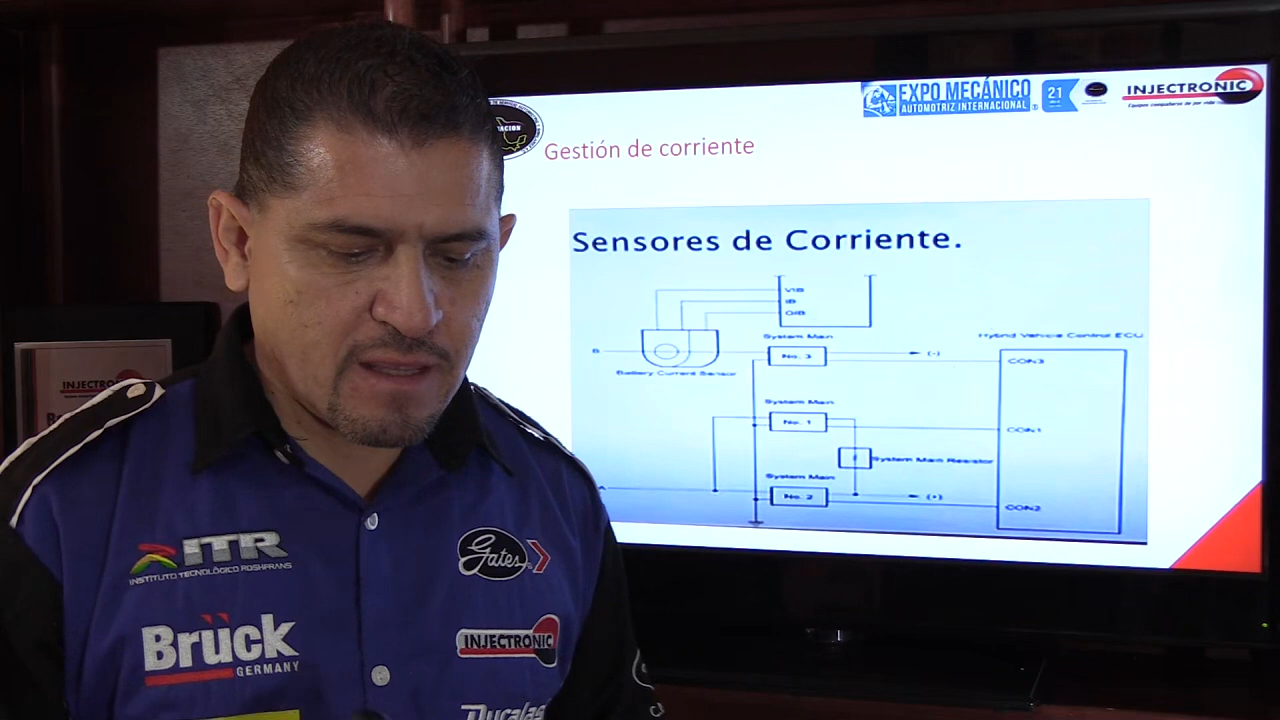 EXPO MECÁNICO
AUTOMOTRIZ INTERNACIONAL
21
INJECTRONIC
Gestión de corriente
Sensores de Corriente.
VIB
IB
System Main
No. 3
(-)
Hybrid Vehicle Control ECU
CON3
B
Battery Current Sensor
System Main
No. 1
CON1
System Main Resistor
System Main
No. 2
(+)
CON2
A
ITR
INSTITUTO TECNOLÓGICO ROSHFRANS
Gates
Brück
GERMANY
INJECTRONIC